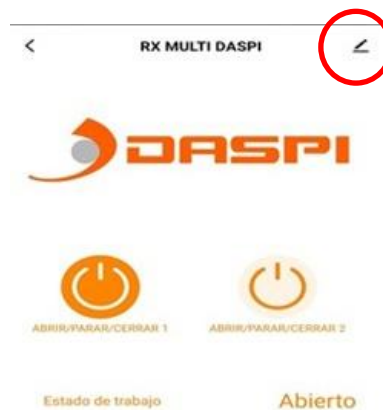 RX MULTI DASPI
DASPI
ABRIR/PARAR/CERRAR 1
ABRIR/PARAR/CERRAR 2
Estado de trabajo
Abierto